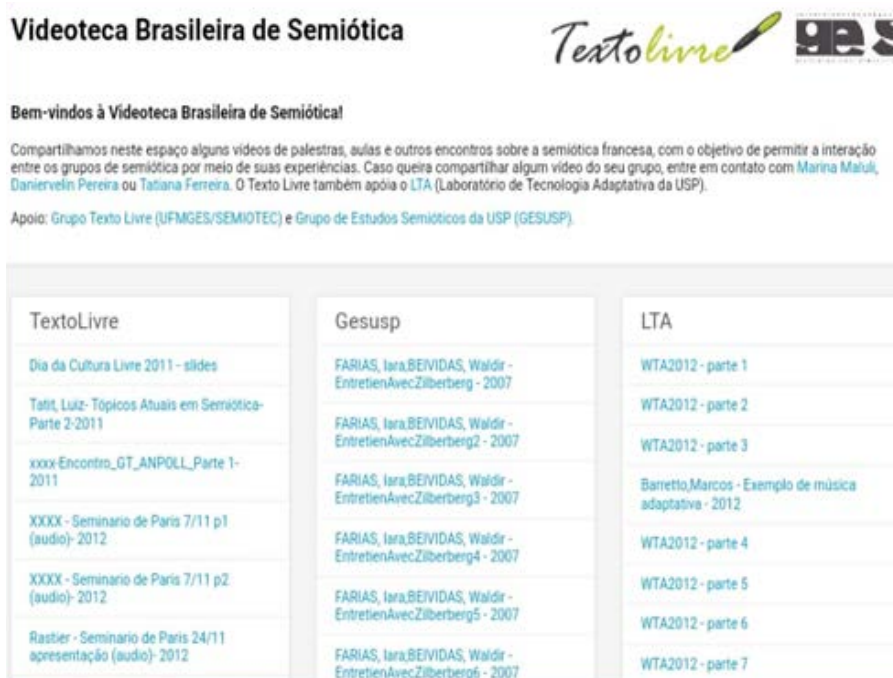 Videoteca Brasileira de Semiótica
Textolivre
ges
Bem-vindos à Videoteca Brasileira de Semiótica!
Compartilhamos neste espaço alguns vídeos de palestras, aulas e outros encontros sobre a semiótica francesa, com o objetivo de permitir a interação
entre os grupos de semiótica por meio de suas experiências. Caso queira compartilhar algum vídeo do seu grupo, entre em contato com Marina Maluli,
Daniervelin Pereira ou Tatiana Ferreira. O Texto Livre também apóia o LTA (Laboratório de Tecnologia Adaptativa da USP).
Apoio: Grupo Texto Livre (UFMGES/SEMIOTEC) e Grupo de Estudos Semióticos da USP (GESUSP).
TextoLivre
Dia da Cultura Livre 2011 - slides
Tatit, Luiz- Tópicos Atuais em Semiótica-
Parte 2-2011
xxxx-Encontro_GT_ANPOLL_Parte 1-
2011
XXXX - Seminario de Paris 7/11 p1
(audio)- 2012
XXXX - Seminario de Paris 7/11 p2
(audio)- 2012
Rastier - Seminario de Paris 24/11
apresentação (audio)- 2012
Gesusp
FARIAS, Iara;BEIVIDAS, Waldir -
EntretienAvecZilberberg - 2007
FARIAS, Iara;BEIVIDAS, Waldir -
EntretienAvecZilberberg2 - 2007
FARIAS, Iara;BEIVIDAS, Waldir -
EntretienAvecZilberberg3 - 2007
FARIAS, Iara;BEIVIDAS, Waldir -
EntretienAvecZilberberg4 - 2007
FARIAS, Iara;BEIVIDAS, Waldir -
EntretienAvecZilberberg5 - 2007
FARIAS, Iara;BEIVIDAS, Waldir -
EntretienAvecZilberberg6 - 2007
LTA
WTA2012 - parte 1
WTA2012 - parte 2
WTA2012 - parte 3
Barretto,Marcos - Exemplo de música
adaptativa - 2012
WTA2012 - parte 4
WTA2012 - parte 5
WTA2012 - parte 6
WTA2012 - parte 7